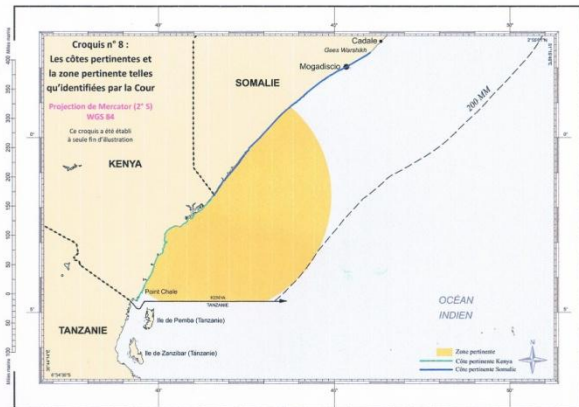 Croquis n° 8 :
Les côtes pertinentes et
la zone pertinente telles
qu'identifiées par la Cour
Projection de Mercator (2° S)
WGS 84
Ce croquis a été établi
à seule fin d'illustration
Cadale
Gees Warshikh
Mogadiscio
SOMALIE
200 MM
KENYA
Point Chale
KENYA
TANZANIE
TANZANIE
Ile de Pemba (Tanzanie)
Ile de Zanzibar (Tanzanie)
OCÉAN
INDIEN
Zone pertinente
Côte pertinente Kenya
Côte pertinente Somalie